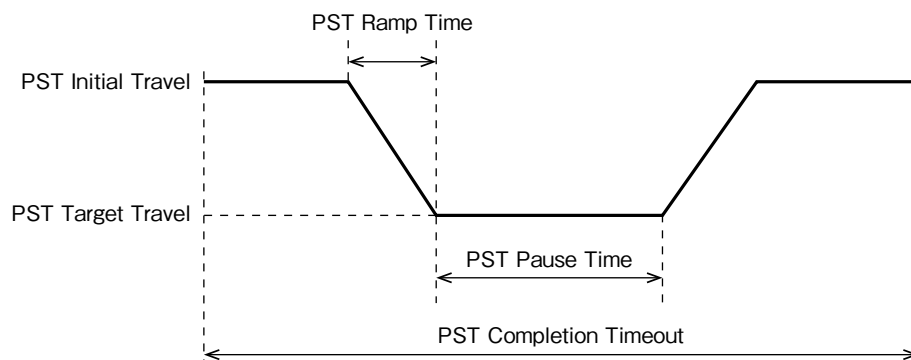 PST Ramp Time
PST Initial Travel
PST Target Travel
PST Pause Time
PST Completion Timeout